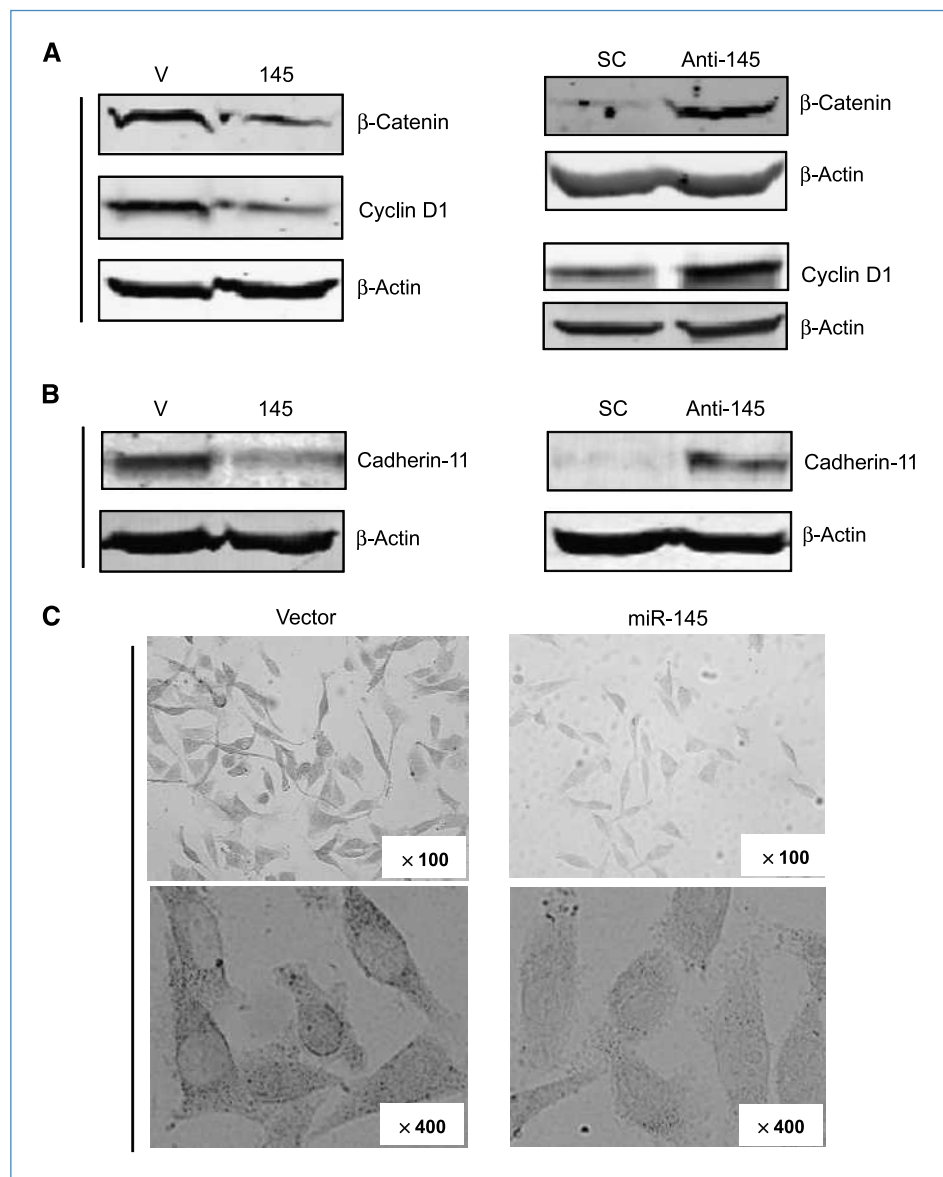 A
V 145
β-Catenin
Cyclin D1
β-Actin
SC Anti-145
β-Catenin
β-Actin
Cyclin D1
β-Actin
B
V 145
Cadherin-11
β-Actin
SC Anti-145
Cadherin-11
β-Actin
C
Vector miR-145
× 100 × 100
× 400 × 400